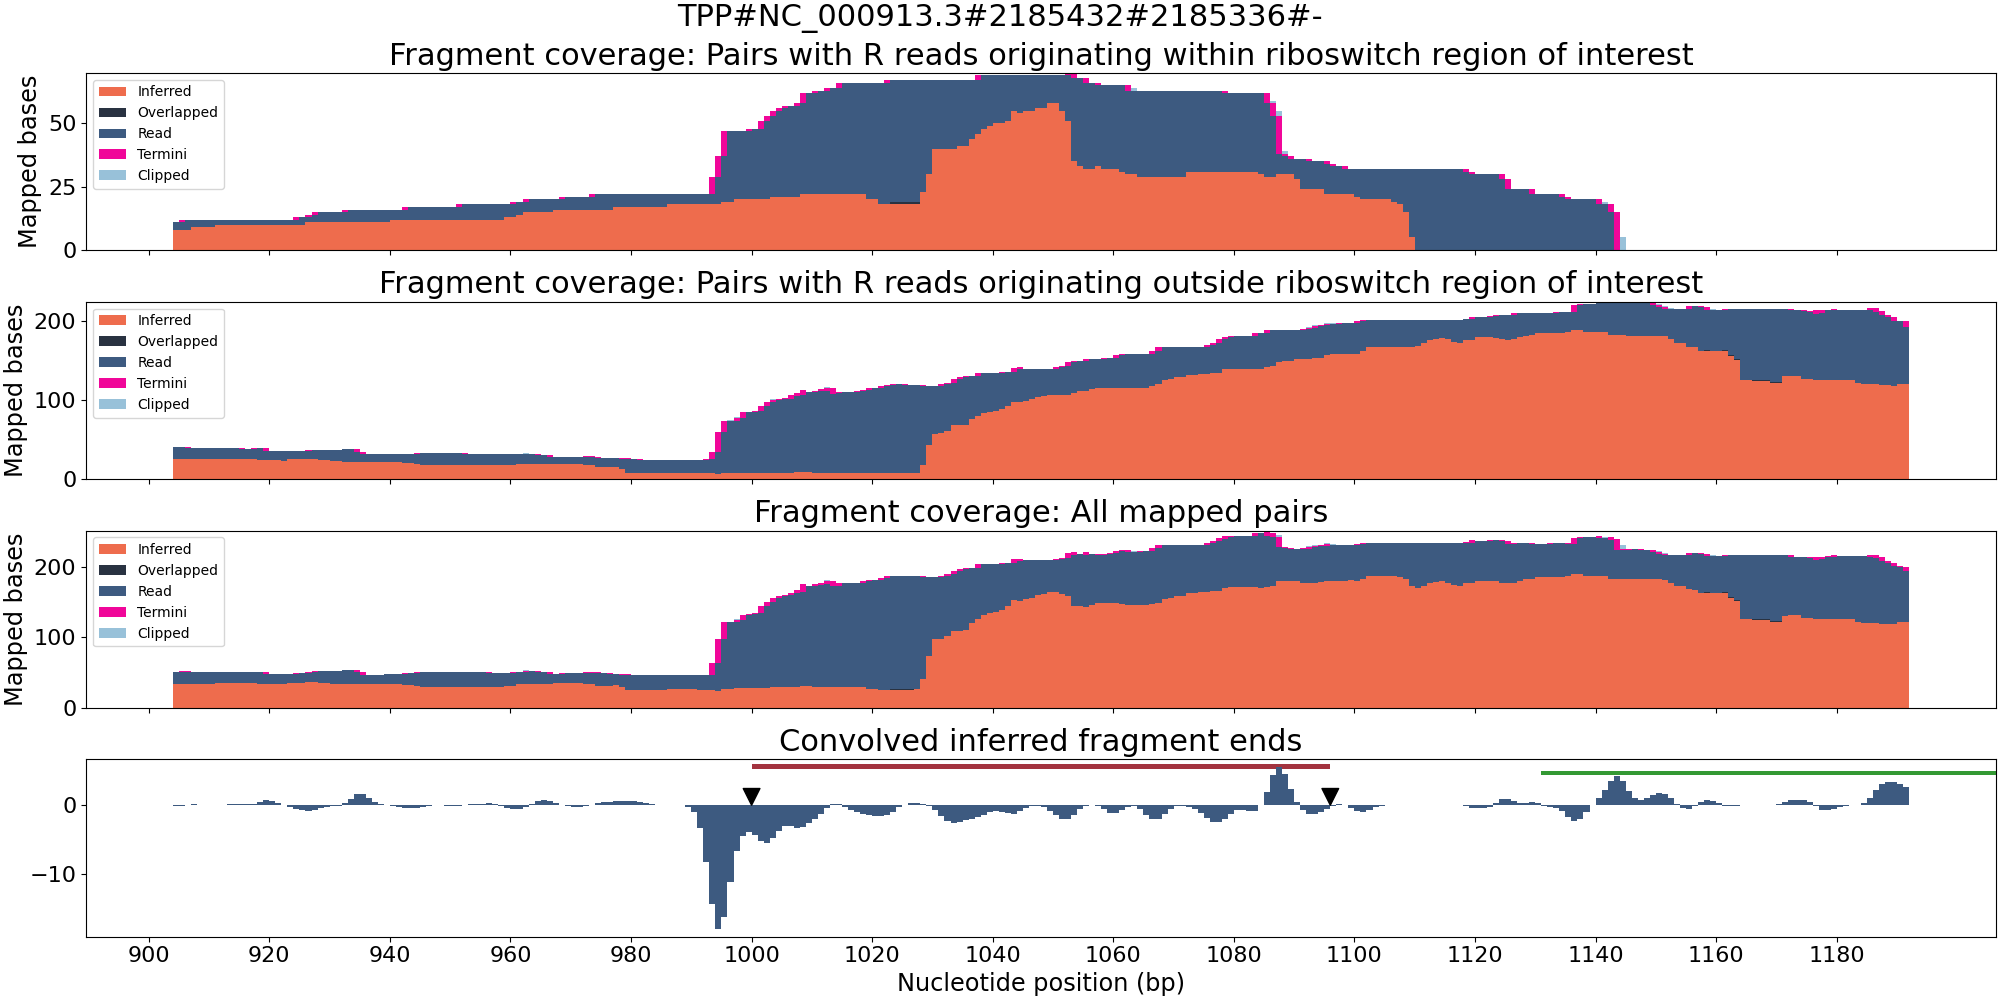 TPP#NC_000913.3#2185432#2185336#-
Fragment coverage: Pairs with R reads originating within riboswitch region of interest
Mapped bases
50
25
0
Inferred
Overlapped
Read
Termini
Clipped
Fragment coverage: Pairs with R reads originating outside riboswitch region of interest
Mapped bases
200
100
0
Inferred
Overlapped
Read
Termini
Clipped
Fragment coverage: All mapped pairs
Mapped bases
200
100
0
Inferred
Overlapped
Read
Termini
Clipped
Convolved inferred fragment ends
0
−10
900 920 940 960 980 1000 1020 1040 1060 1080 1100 1120 1140 1160 1180
Nucleotide position (bp)